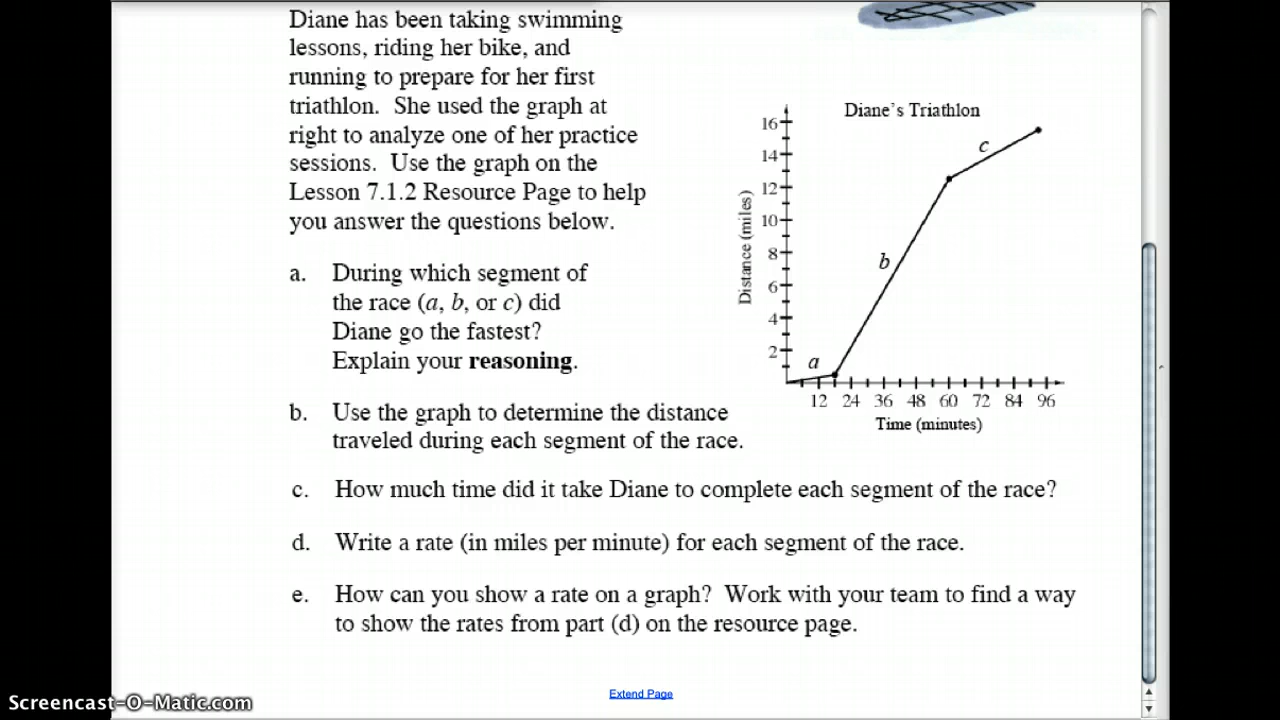 Diane has been taking swimming
lessons, riding her bike, and
running to prepare for her first
triathlon. She used the graph at
right to analyze one of her practice
sessions. Use the graph on the
Lesson 7.1.2 Resource Page to help
you answer the questions below.
Diane's Triathlon
Distance (miles)
16
14
12
10
8
6
4
2
a
b
c
12 24 36 48 60 72 84 96
Time (minutes)
a. During which segment of
the race (a, b, or c) did
Diane go the fastest?
Explain your reasoning.
b. Use the graph to determine the distance
traveled during each segment of the race.
c. How much time did it take Diane to complete each segment of the race?
d. Write a rate (in miles per minute) for each segment of the race.
e. How can you show a rate on a graph? Work with your team to find a way
to show the rates from part (d) on the resource page.
Extend Page
Screencast-O-Matic.com